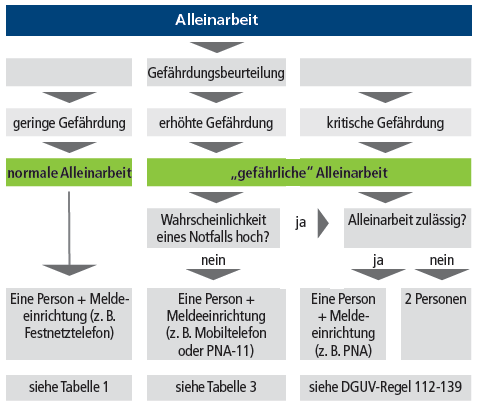 Alleinarbeit
Gefährdungsbeurteilung
geringe Gefährdung
erhöhte Gefährdung
kritische Gefährdung
normale Alleinarbeit
„gefährliche“ Alleinarbeit
Wahrscheinlichkeit
eines Notfalls hoch?
ja
Alleinarbeit zulässig?
nein
ja
nein
Eine Person + Melde-
einrichtung (z. B.
Festnetztelefon)
Eine Person +
Meldeeinrichtung
(z. B. Mobiltelefon
oder PNA-11)
Eine Person
+ Melde-
einrichtung
(z. B. PNA)
2 Personen
siehe Tabelle 1
siehe Tabelle 3
siehe DGUV-Regel 112-139